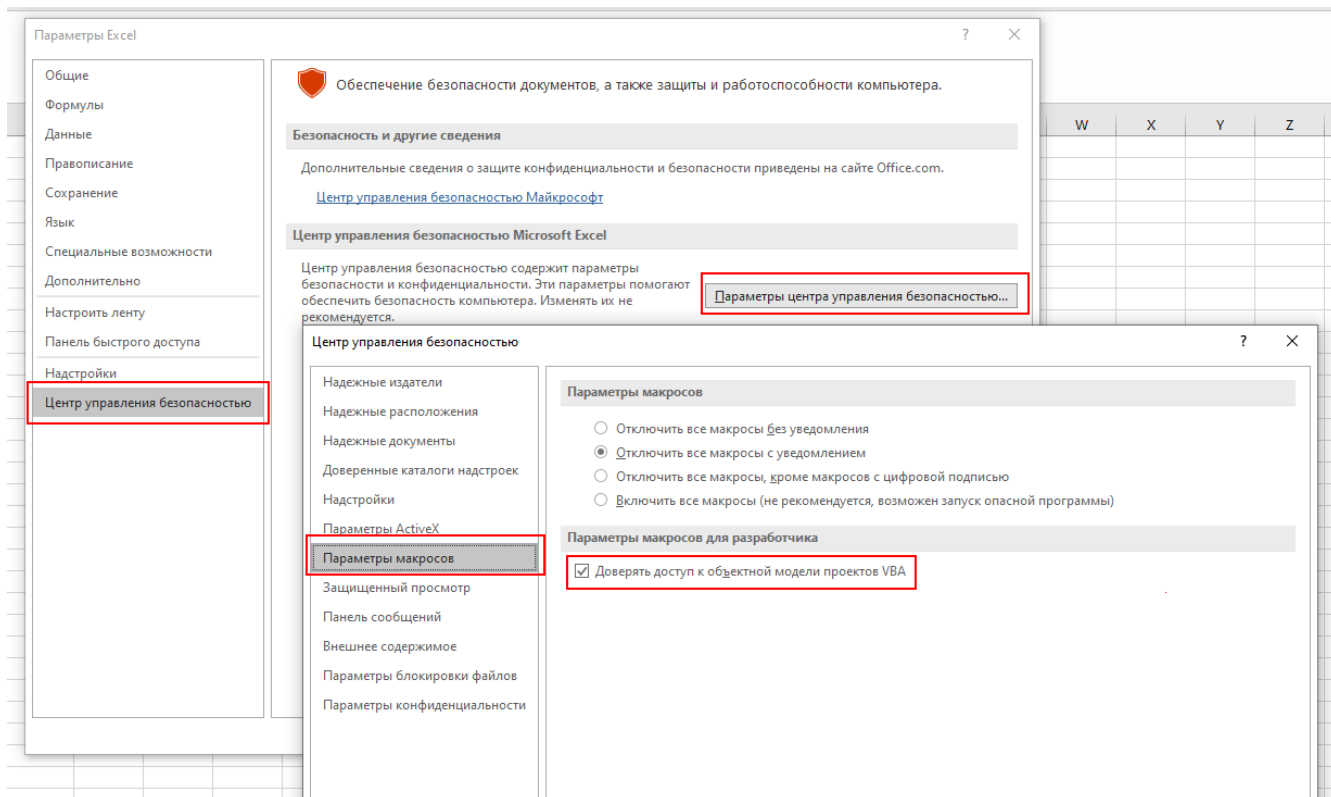 Параметры Excel
?
Общие
Формулы
Данные
Правописание
Сохранение
Язык
Специальные возможности
Дополнительно
Настроить ленту
Панель быстрого доступа
Надстройки
Центр управления безопасностью
Обеспечение безопасности документов, а также защиты и работоспособности компьютера.
Безопасность и другие сведения
Дополнительные сведения о защите конфиденциальности и безопасности приведены на сайте Office.com.
Центр управления безопасностью Майкрософт
Центр управления безопасностью Microsoft Excel
Центр управления безопасностью содержит параметры
безопасности и конфиденциальности. Эти параметры помогают
обеспечить безопасность компьютера. Изменять их не
рекомендуется.
Параметры центра управления безопасностью...
W X Y Z
Центр управления безопасностью
?
Надежные издатели
Надежные расположения
Надежные документы
Доверенные каталоги надстроек
Надстройки
Параметры ActiveX
Параметры макросов
Защищенный просмотр
Панель сообщений
Внешнее содержимое
Параметры блокировки файлов
Параметры конфиденциальности
Параметры макросов
Отключить все макросы без уведомления
Отключить все макросы с уведомлением
Отключить все макросы, кроме макросов с цифровой подписью
Включить все макросы (не рекомендуется, возможен запуск опасной программы)
Параметры макросов для разработчика
Доверять доступ к объектной модели проектов VBA